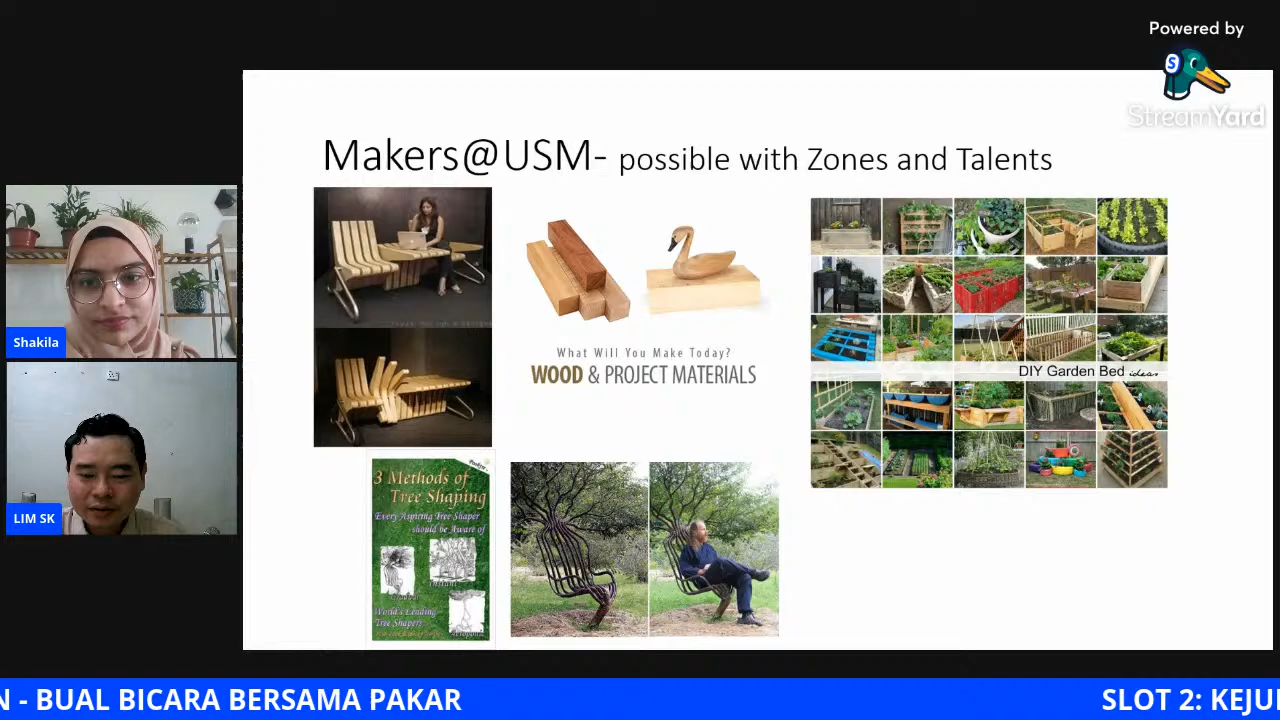 Powered by
StreamYard
Makers@USM- possible with Zones and Talents
Shakila
LIM SK
What Will You Make Today?
WOOD & PROJECT MATERIALS
DIY Garden Bed ideas
3 Methods of
Tree Shaping
Every Aspiring Tree Shaper
should be Aware of
World's Leading
Tree Shapers
N - BUAL BICARA BERSAMA PAKAR
SLOT 2: KEJU